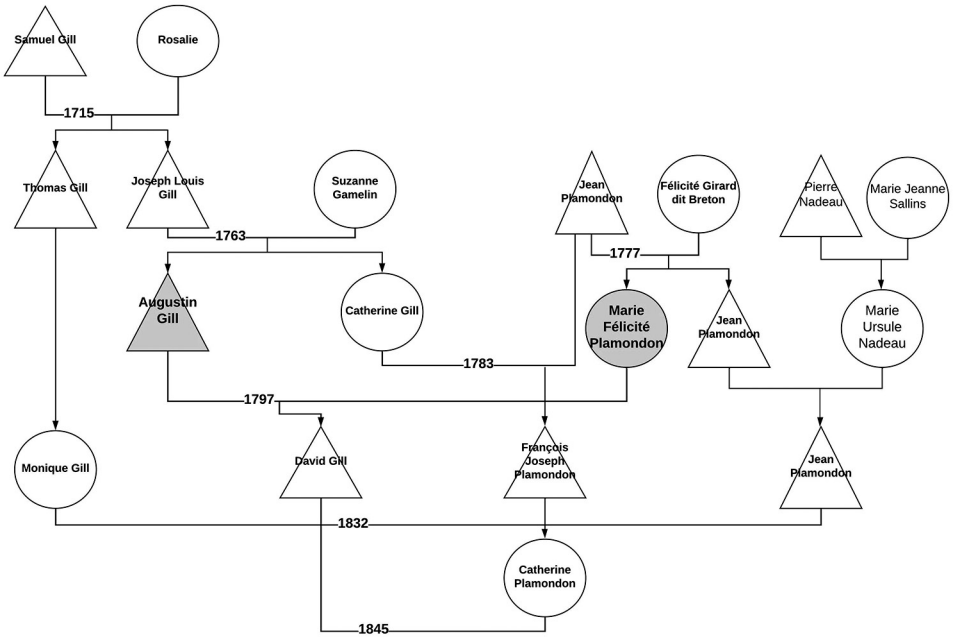 Samuel Gill
Rosalie
1715
Thomas Gill
Joseph Louis
Gill
Suzanne
Gamelin
Jean
Plamondon
Félicité Girard
dit Breton
Pierre
Nadeau
Marie Jeanne
Sallins
1763
1777
Augustin
Gill
Catherine Gill
Marie
Félicité
Plamondon
Jean
Plamondon
Marie
Ursule
Nadeau
1783
1797
Monique Gill
David Gill
François
Joseph
Plamondon
Jean
Plamondon
1832
Catherine
Plamondon
1845